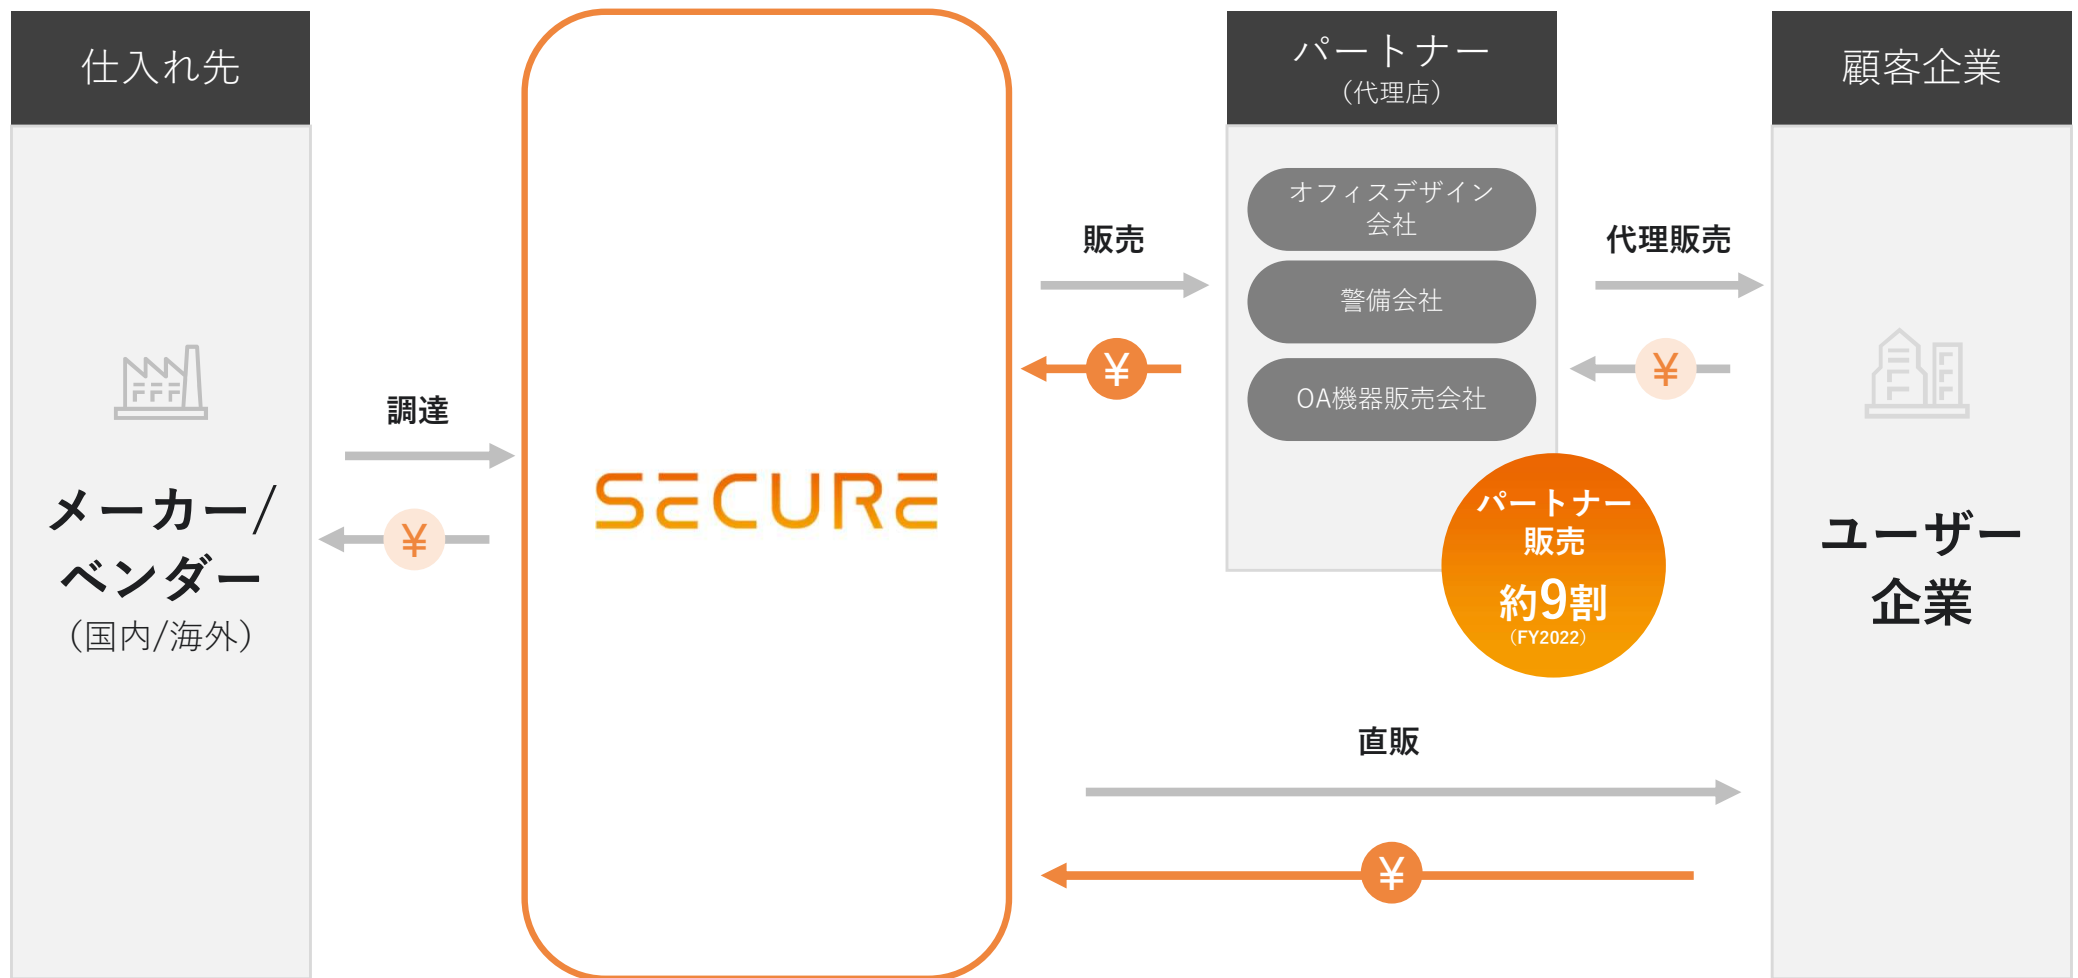 仕入れ先
メーカー/
ベンダー
（国内/海外）
調達
¥
SECURE
販売
¥
パートナー
（代理店）
オフィスデザイン
会社
警備会社
OA機器販売会社
パートナー
販売
約9割
（FY2022）
代理販売
¥
直販
¥
顧客企業
ユーザー
企業